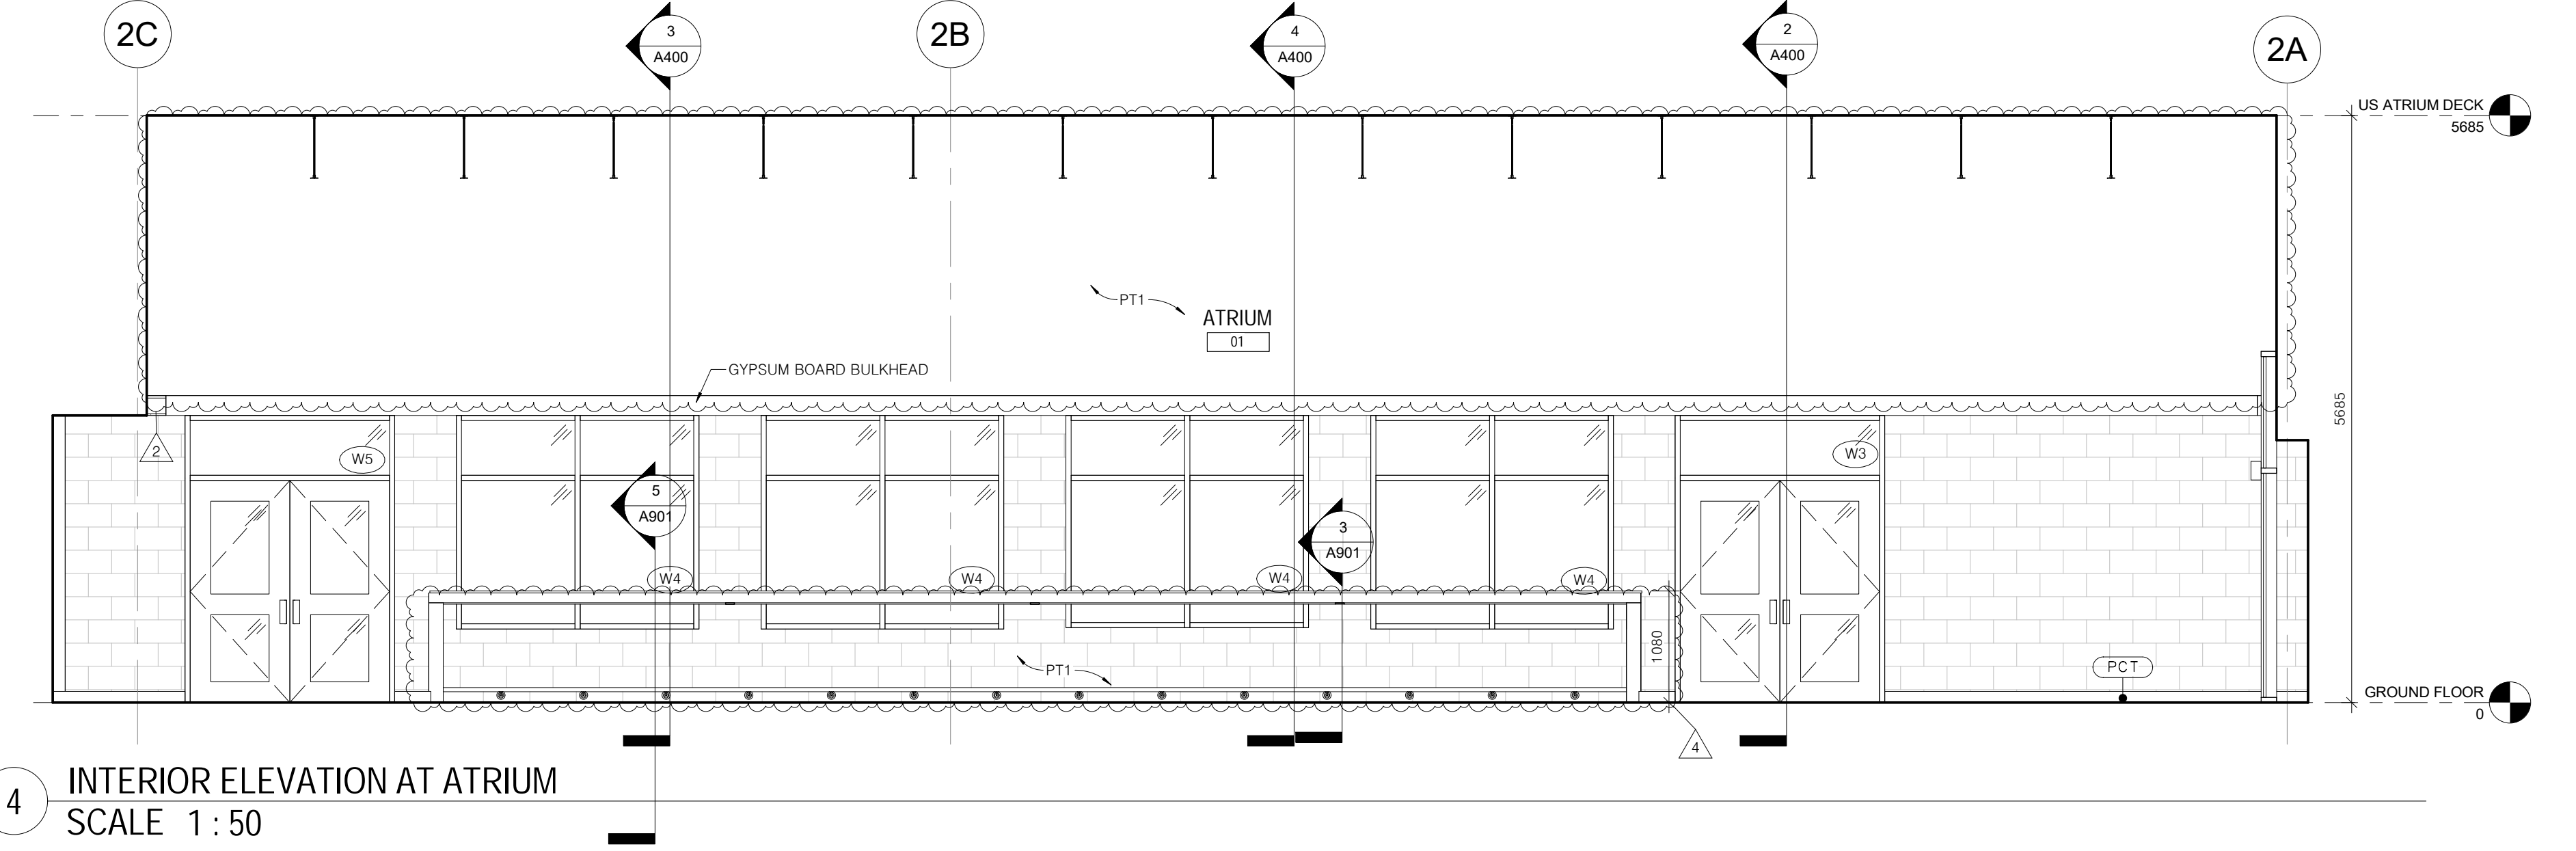 2C
3
A400
2B
4
A400
2
A400
2A
US ATRIUM DECK
5685
PT1
ATRIUM
01
GYPSUM BOARD BULKHEAD
5685
2
W5
W3
5
A901
3
A901
W4
W4
W4
W4
1080
PT1
PCT
GROUND FLOOR
0
4
4
INTERIOR ELEVATION AT ATRIUM
SCALE 1 : 50